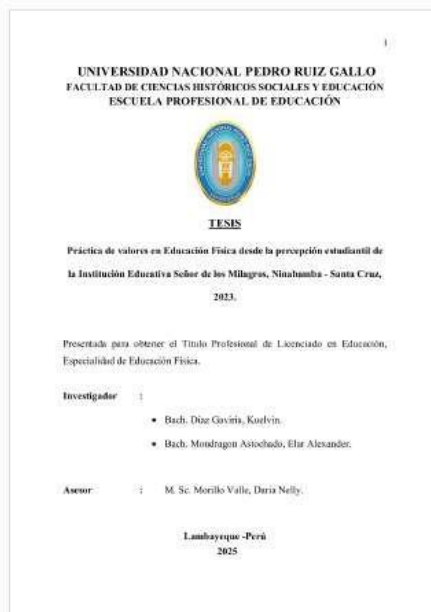 1
UNIVERSIDAD NACIONAL PEDRO RUIZ GALLO
FACULTAD DE CIENCIAS HISTÓRICOS SOCIALES Y EDUCACIÓN
ESCUELA PROFESIONAL DE EDUCACIÓN
TESIS
Práctica de valores en Educación Física desde la percepción estudiantil de
la Institución Educativa Señor de los Milagros, Ninabamba - Santa Cruz,
2023.
Presentada para obtener el Título Profesional de Licenciado en Educación,
Especialidad de Educación Física.
Investigador :
• Bach. Díaz Gaviria, Kuelvin.
• Bach. Mondragon Astochado, Elar Alexander.
Asesor : M. Sc. Morillo Valle, Daria Nelly.
Lambayeque -Perú
2025